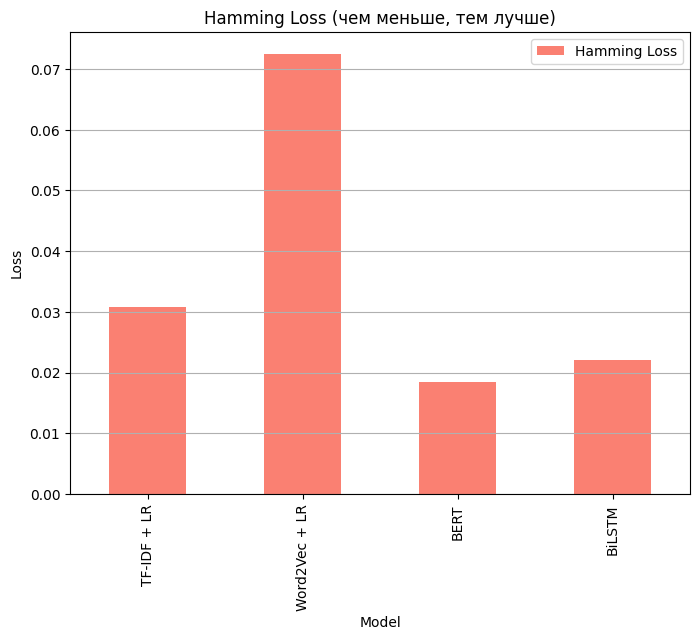 Hamming Loss (чем меньше, тем лучше)
Hamming Loss
0.07
0.06
0.05
0.04
0.03
0.02
0.01
0.00
Loss
TF-IDF + LR
Word2Vec + LR
BERT
BiLSTM
Model